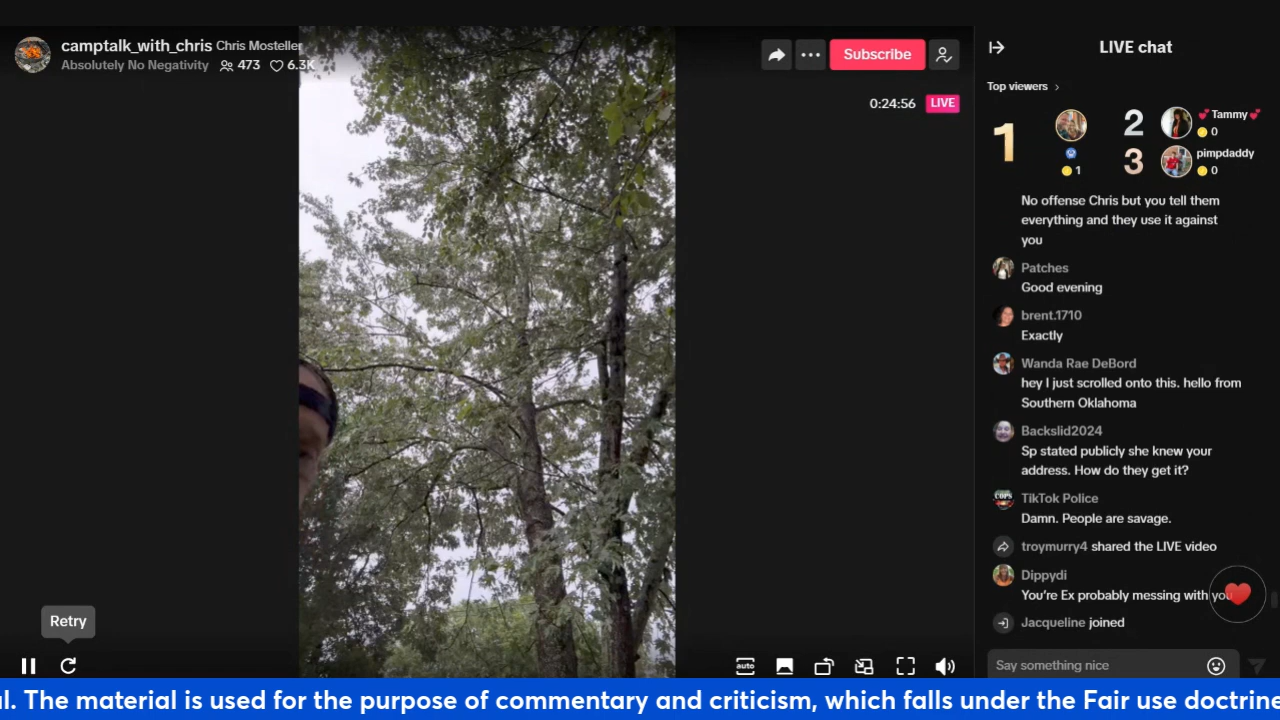 camptalk_with_chris Chris Mosteller
Absolutely No Negativity 473 6.3K
Subscribe
0:24:56 LIVE
LIVE chat
Top viewers >
1
1
2 💕Tammy💕
0
3 pimpdaddy
0
No offense Chris but you tell them
everything and they use it against
you
Patches
Good evening
brent.1710
Exactly
Wanda Rae DeBord
hey I just scrolled onto this. hello from
Southern Oklahoma
Backslid2024
Sp stated publicly she knew your
address. How do they get it?
COPS
TikTok Police
Damn. People are savage.
troymurry4 shared the LIVE video
Dippydi
You're Ex probably messing with you
Jacqueline joined
Say something nice
Retry
auto
The material is used for the purpose of commentary and criticism, which falls under the Fair use doctrine